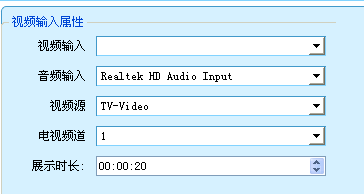 视频输入属性
视频输入
音频输入 Realtek HD Audio Input
视频源 TV-Video
电视频道 1
展示时长: 00:00:20